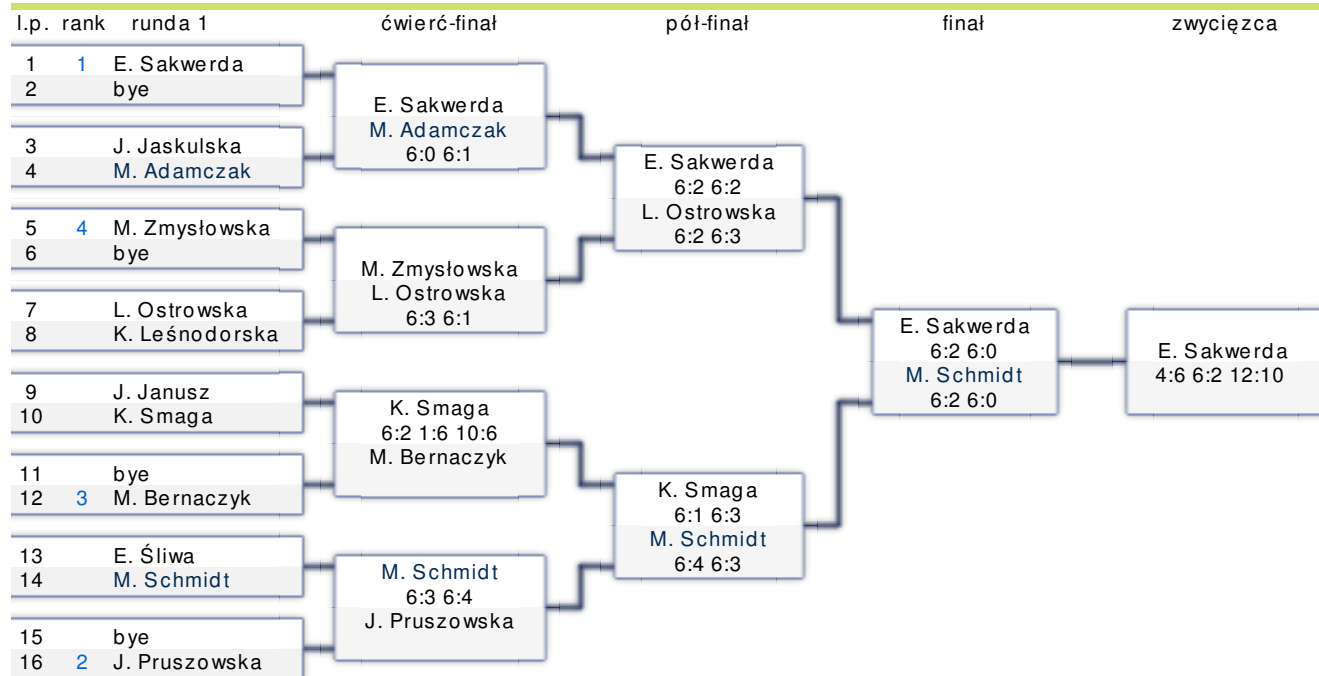 l.p. rank runda 1 ćwierć-finał pół-finał finał zwycięzca
1 1 E. Sakwerda
2 bye
3 J. Jaskulska
4 M. Adamczak
5 4 M. Zmysłowska
6 bye
7 L. Ostrowska
8 K. Leśnodorska
9 J. Janusz
10 K. Smaga
11 bye
12 3 M. Bernaczyk
13 E. Śliwa
14 M. Schmidt
15 bye
16 2 J. Pruszowska
E. Sakwerda
M. Adamczak
6:0 6:1
M. Zmysłowska
L. Ostrowska
6:3 6:1
K. Smaga
6:2 1:6 10:6
M. Bernaczyk
M. Schmidt
6:3 6:4
J. Pruszowska
E. Sakwerda
6:2 6:2
L. Ostrowska
6:2 6:3
K. Smaga
6:1 6:3
M. Schmidt
6:4 6:3
E. Sakwerda
6:2 6:0
M. Schmidt
6:2 6:0
E. Sakwerda
4:6 6:2 12:10